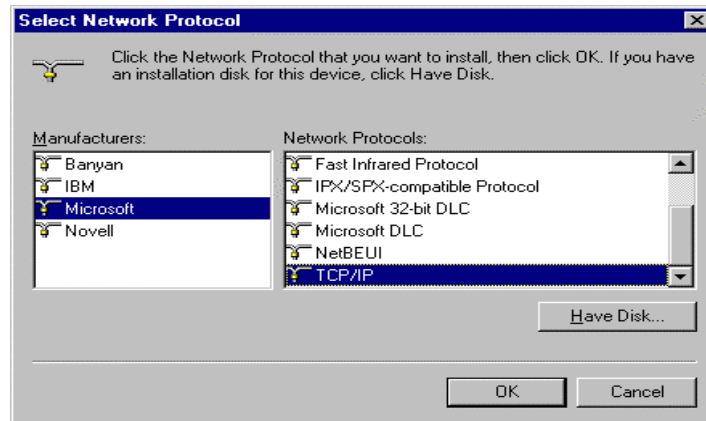 Select Network Protocol
Click the Network Protocol that you want to install, then click OK. If you have
an installation disk for this device, click Have Disk.
Manufacturers:
Banyan
IBM
Microsoft
Novell
Network Protocols:
Fast Infrared Protocol
IPX/SPX-compatible Protocol
Microsoft 32-bit DLC
Microsoft DLC
NetBEUI
TCP/IP
Have Disk...
OK
Cancel